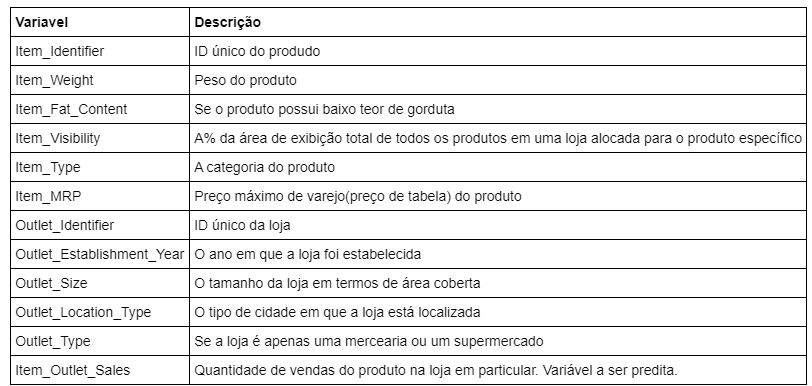 Variavel Descrição
Item_Identifier ID único do produdo
Item_Weight Peso do produto
Item_Fat_Content Se o produto possui baixo teor de gorduta
Item_Visibility A% da área de exibição total de todos os produtos em uma loja alocada para o produto específico
Item_Type A categoria do produto
Item_MRP Preço máximo de varejo(preço de tabela) do produto
Outlet_Identifier ID único da loja
Outlet_Establishment_Year O ano em que a loja foi estabelecida
Outlet_Size O tamanho da loja em termos de área coberta
Outlet_Location_Type O tipo de cidade em que a loja está localizada
Outlet_Type Se a loja é apenas uma mercearia ou um supermercado
Item_Outlet_Sales Quantidade de vendas do produto na loja em particular. Variável a ser predita.